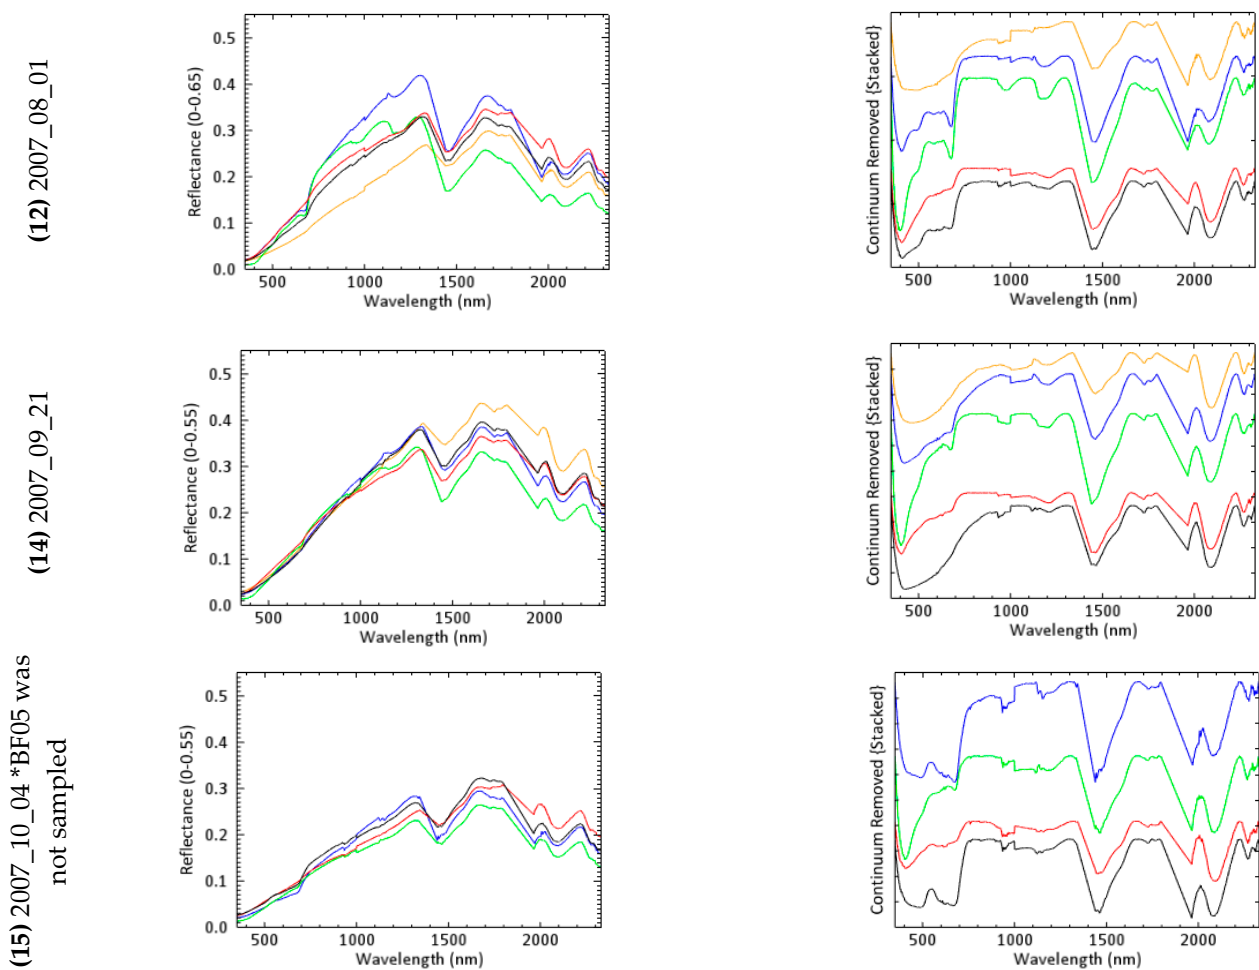 (12) 2007_08_01
Reflectance (0-0.65)
0.5
0.4
0.3
0.2
0.1
0.0
500 1000 1500 2000
Wavelength (nm)
Continuum Removed {Stacked}
500 1000 1500 2000
Wavelength (nm)
(14) 2007_09_21
Reflectance (0-0.55)
0.5
0.4
0.3
0.2
0.1
0.0
500 1000 1500 2000
Wavelength (nm)
Continuum Removed {Stacked}
500 1000 1500 2000
Wavelength (nm)
(15) 2007_10_04 *BF05 was
not sampled
Reflectance (0-0.55)
0.5
0.4
0.3
0.2
0.1
0.0
500 1000 1500 2000
Wavelength (nm)
Continuum Removed {Stacked}
500 1000 1500 2000
Wavelength (nm)